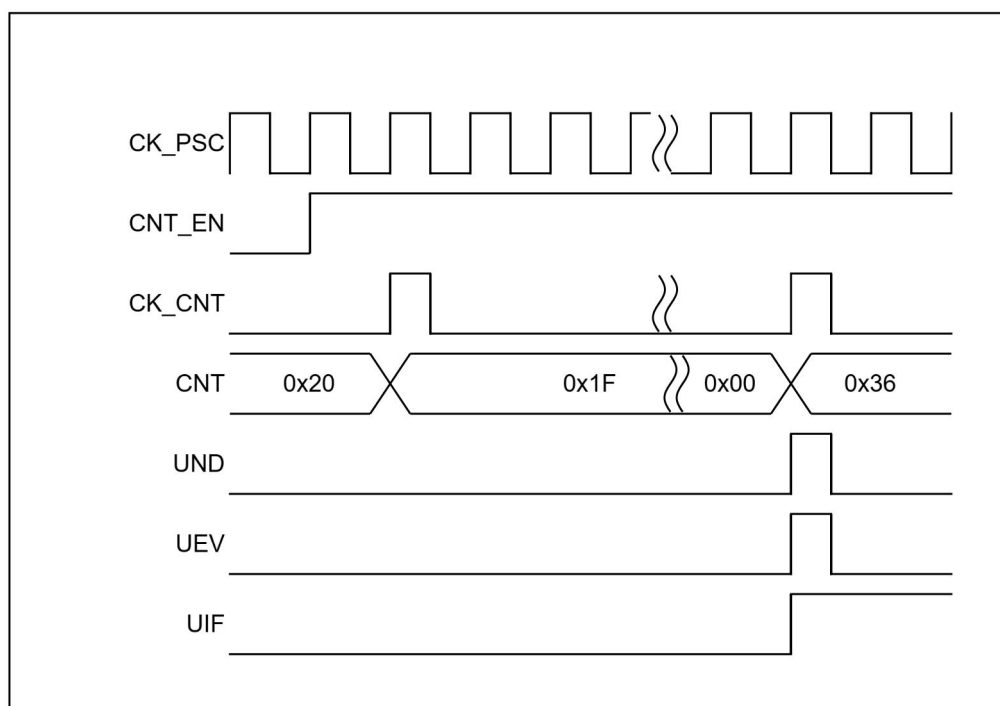 CK_PSC
CNT_EN
CK_CNT
CNT 0x20 0x1F 0x00 0x36
UND
UEV
UIF